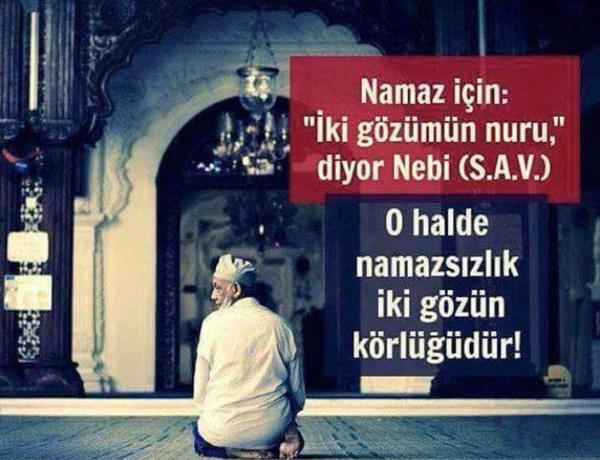 Namaz için:
"İki gözümün nuru,"
diyor Nebi (S.A.V.)
O halde
namazsızlık
iki gözün
körlüğüdür!